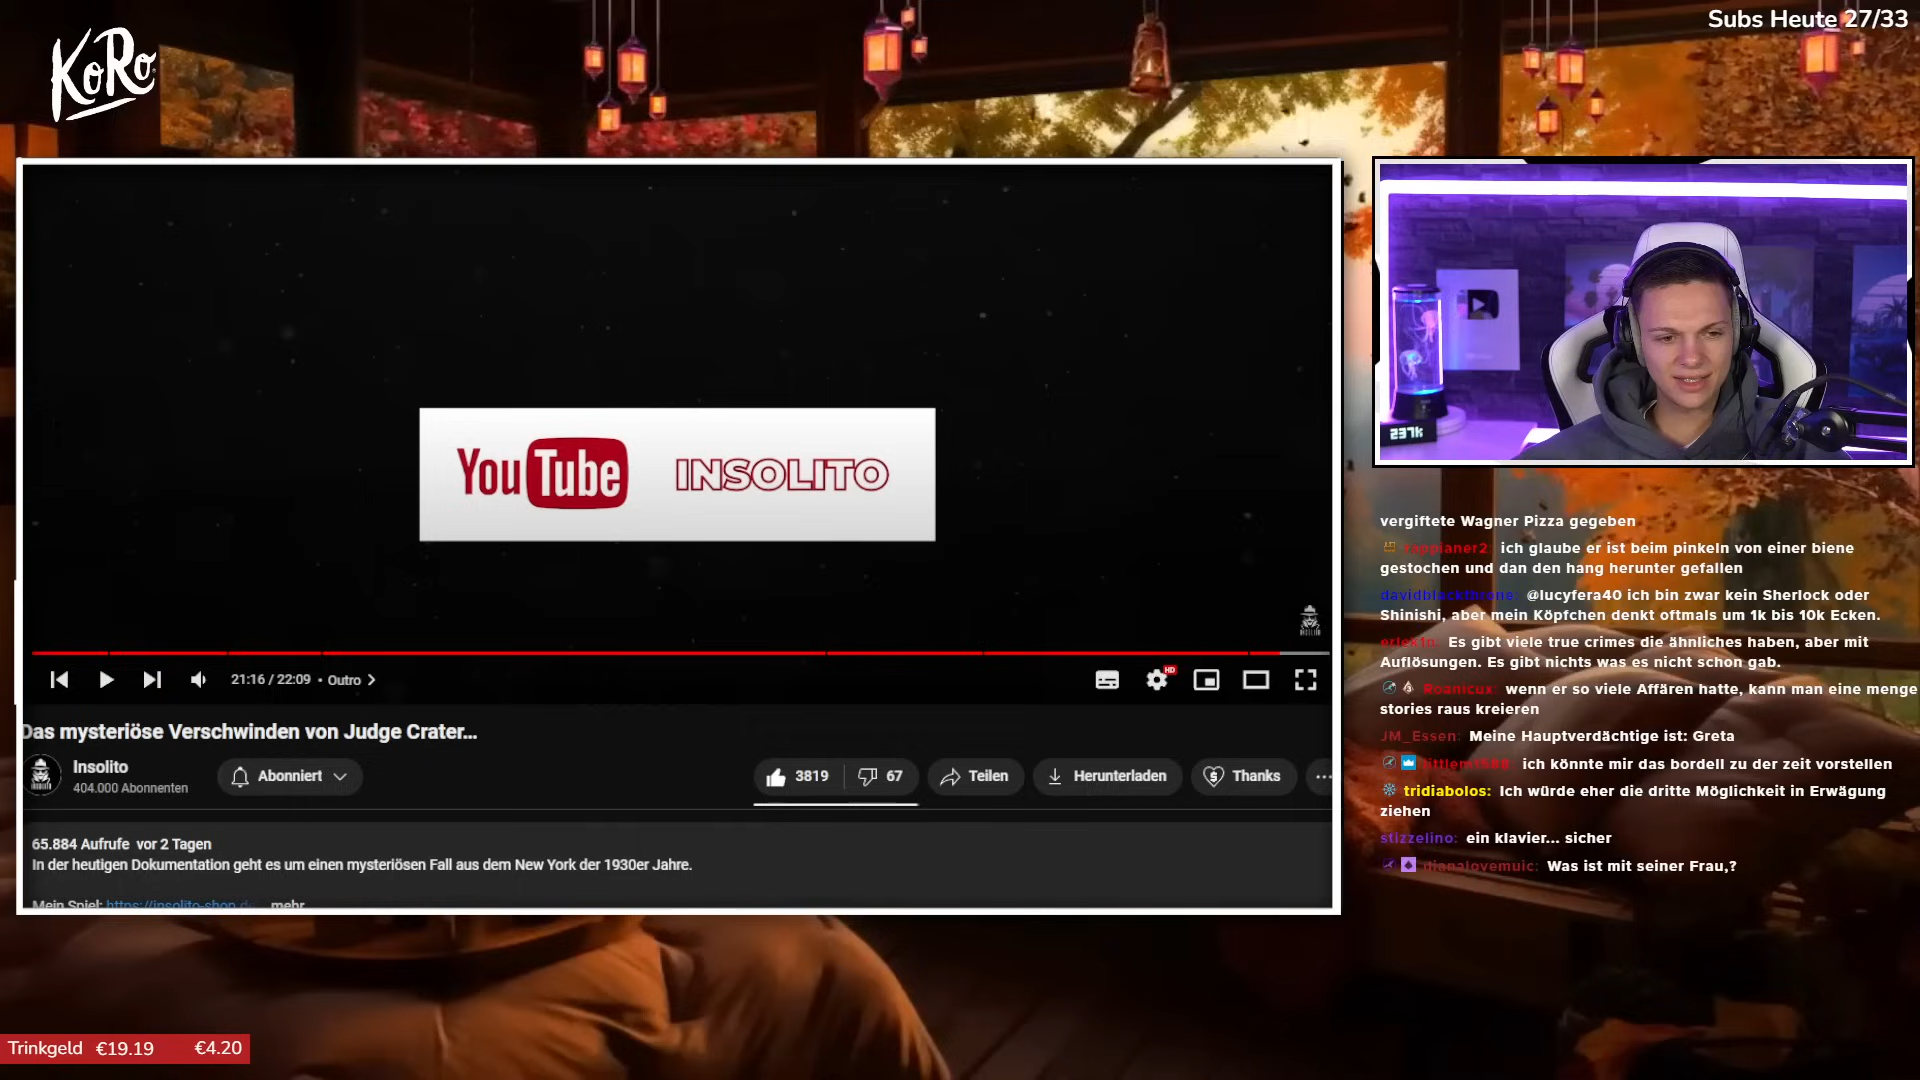 KoRo
Subs Heute 27/33
YouTube INSOLITO
INSOLITO
21:16 / 22:09 • Outro
HD
Das mysteriöse Verschwinden von Judge Crater...
Insolito
404.000 Abonnenten
Abonniert
3819
67
Teilen
Herunterladen
Thanks
65.884 Aufrufe vor 2 Tagen
In der heutigen Dokumentation geht es um einen mysteriösen Fall aus dem New York der 1930er Jahre.
Mein Spiel: https://insolito-shop.d ...mehr
237k
vergiftete Wagner Pizza gegeben
rappianer2: ich glaube er ist beim pinkeln von einer biene
gestochen und dan den hang herunter gefallen
davidblackthrone: @lucyfera40 ich bin zwar kein Sherlock oder
Shinishi, aber mein Köpfchen denkt oftmals um 1k bis 10k Ecken.
Es gibt viele true crimes die ähnliches haben, aber mit
Auflösungen. Es gibt nichts was es nicht schon gab.
Roanicux: wenn er so viele Affären hatte, kann man eine menge
stories raus kreieren
JM_Essen: Meine Hauptverdächtige ist: Greta
ich könnte mir das bordell zu der zeit vorstellen
tridiabolos: Ich würde eher die dritte Möglichkeit in Erwägung
ziehen
stizzelino: ein klavier... sicher
dianalovemuic: Was ist mit seiner Frau,?
Trinkgeld €19.19 €4.20